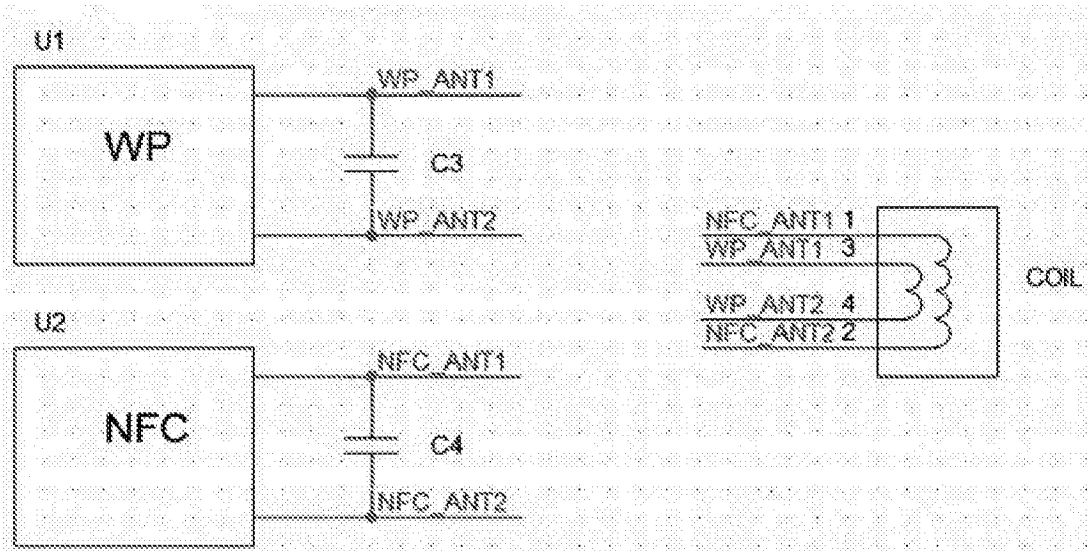 U1
WP
WP_ANT1
C3
WP_ANT2
U2
NFC
NFC_ANT1
C4
NFC_ANT2
NFC_ANT1 1
WP_ANT1 3
WP_ANT2 4
NFC_ANT2 2
COIL